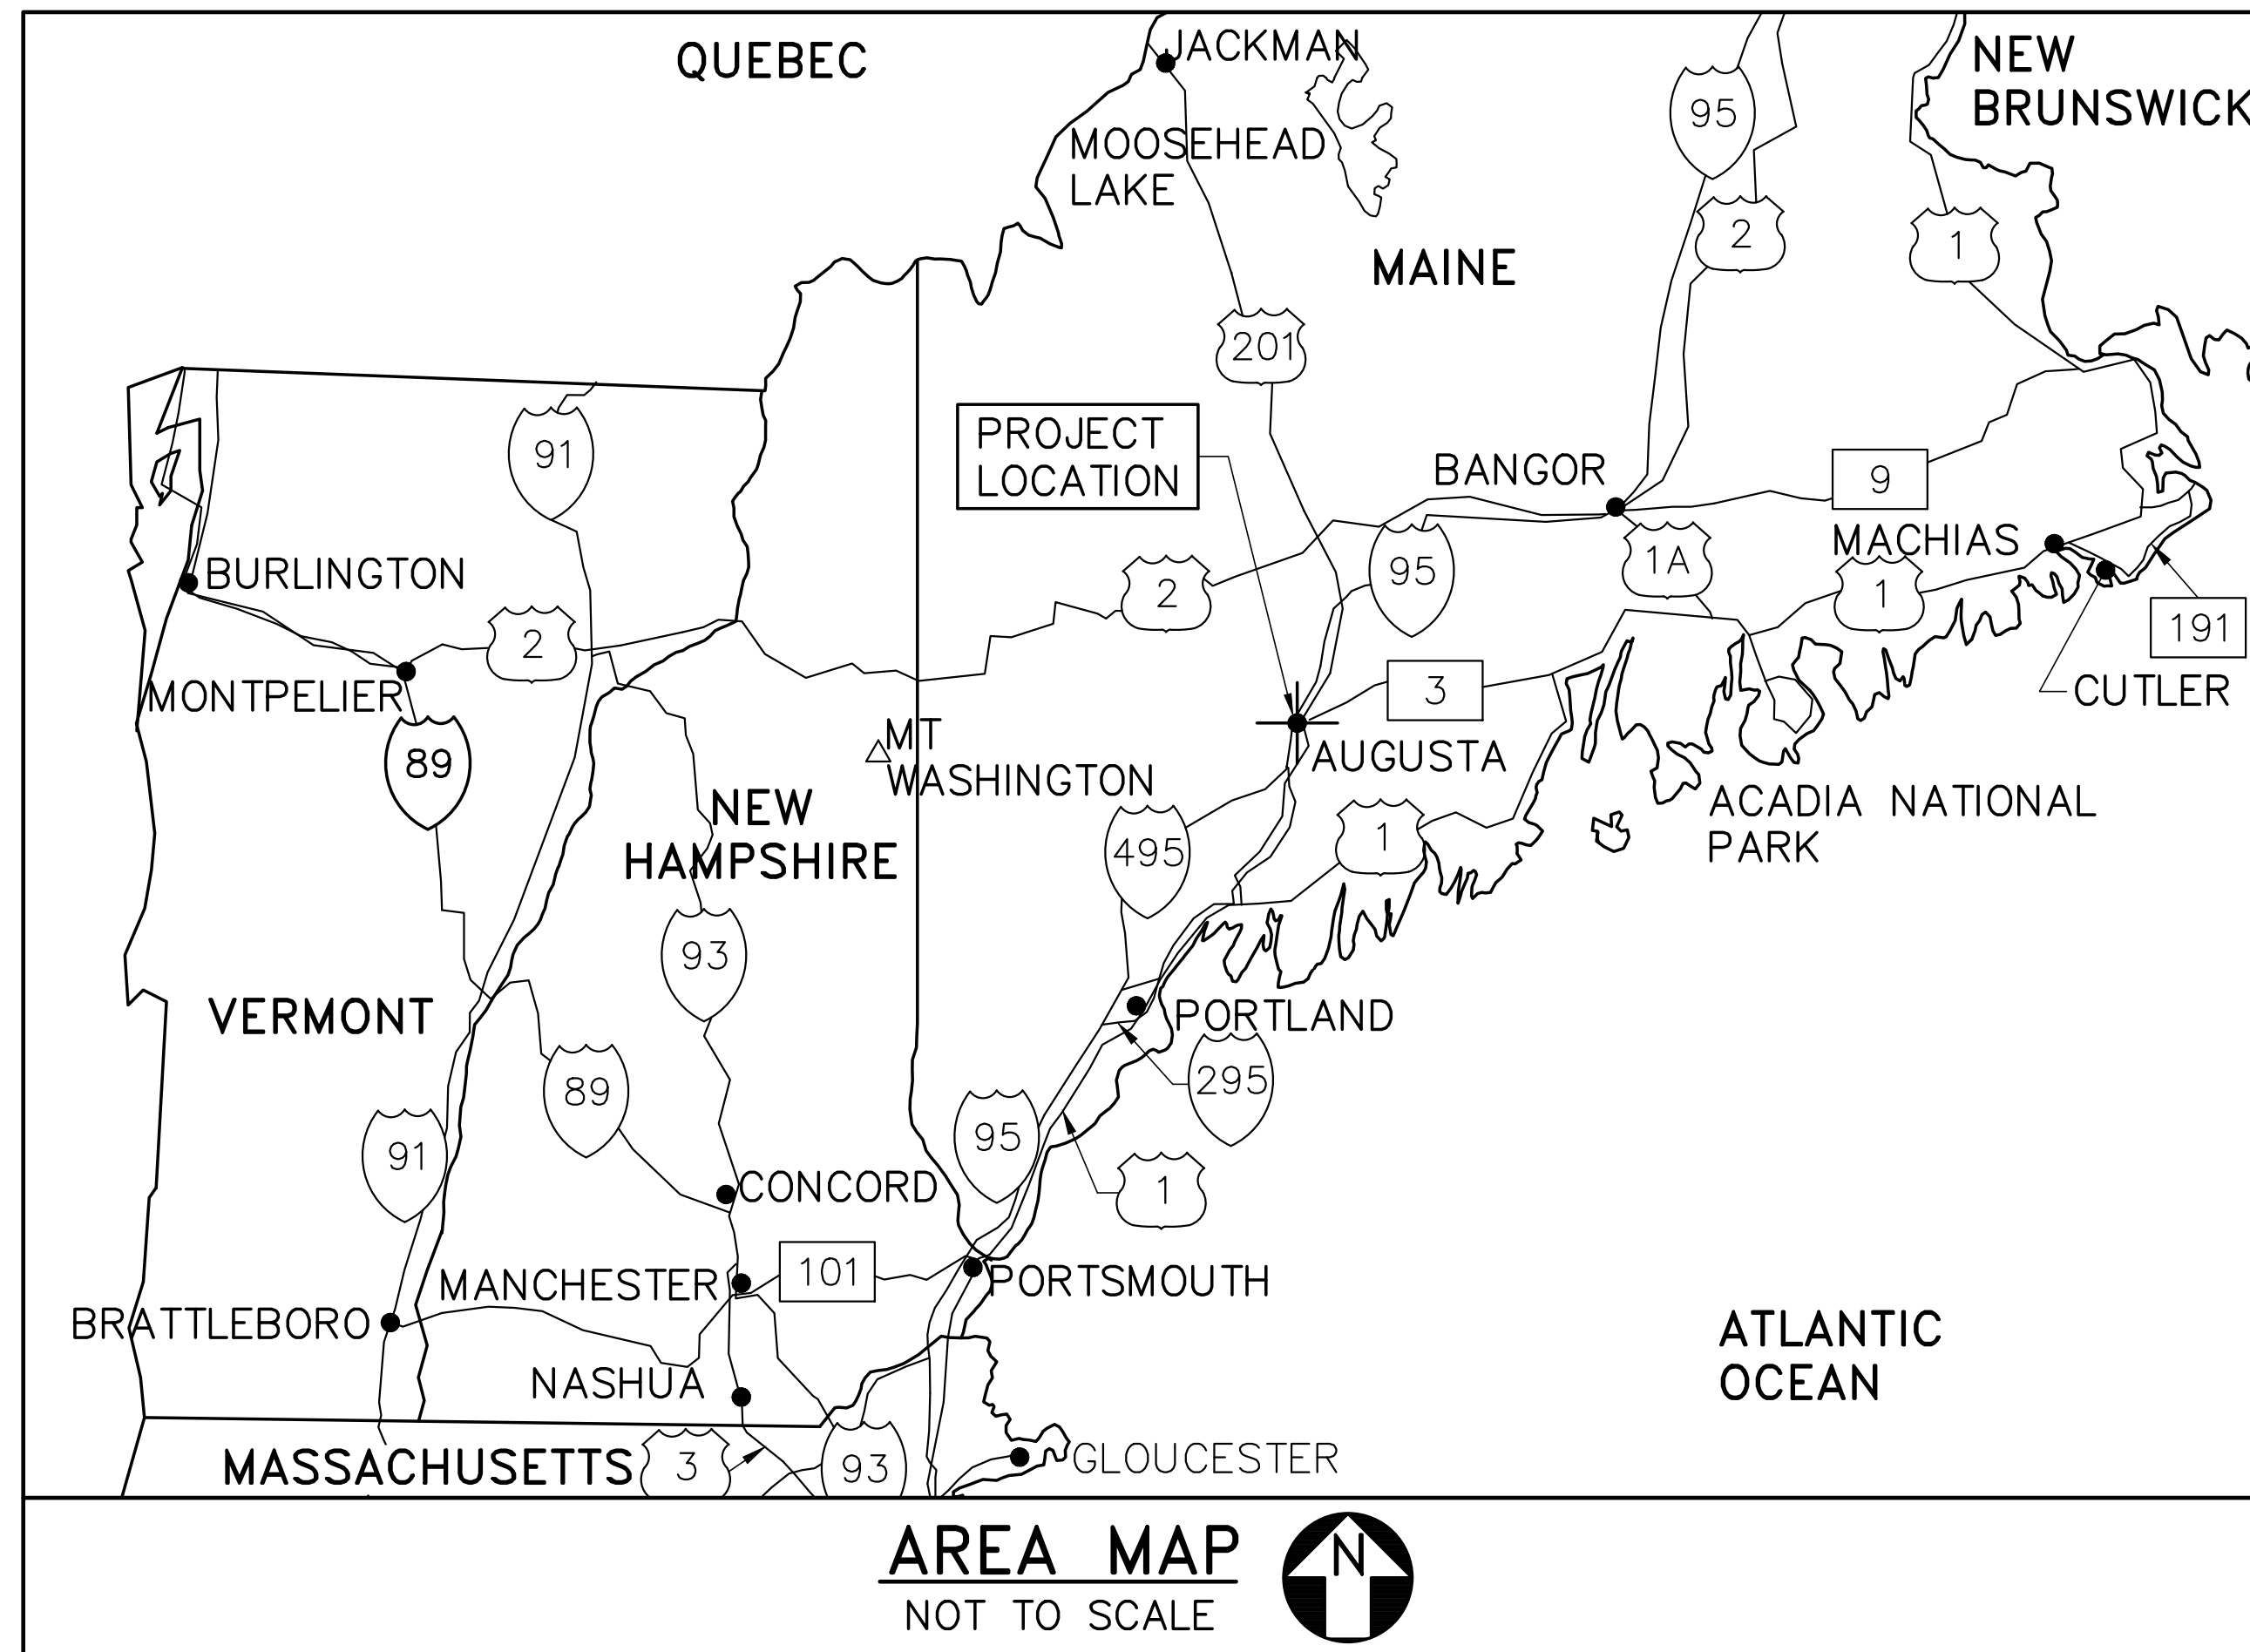 QUEBEC
JACKMAN
NEW
BRUNSWICK
95
MOOSEHEAD
LAKE
2
1
MAINE
201
91
PROJECT
LOCATION
BANGOR
9
MACHIAS
1A
95
BURLINGTON
2
1
191
2
MONTPELIER
3
CUTLER
MT
WASHINGTON
AUGUSTA
89
NEW
HAMPSHIRE
495
1
ACADIA NATIONAL
PARK
93
VERMONT
PORTLAND
295
89
95
91
CONCORD
1
MANCHESTER
101
PORTSMOUTH
BRATTLEBORO
NASHUA
ATLANTIC
OCEAN
MASSACHUSETTS
3
93
GLOUCESTER
AREA MAP
N
NOT TO SCALE